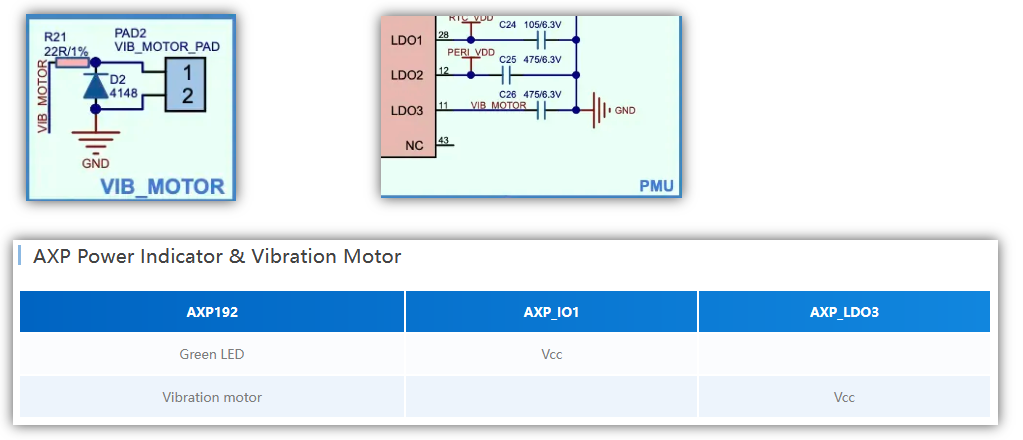 R21
22R/1%
PAD2
VIB_MOTOR_PAD
VIB_MOTOR
D2
4148
1
2
GND
VIB_MOTOR
RTC_VDD
C24 105/6.3V
LDO1
28
PERI_VDD
C25 475/6.3V
LDO2
12
C26 475/6.3V
LDO3
11
VIB_MOTOR
GND
NC
43
PMU
AXP Power Indicator & Vibration Motor
AXP192 AXP_IO1 AXP_LDO3
Green LED Vcc
Vibration motor Vcc